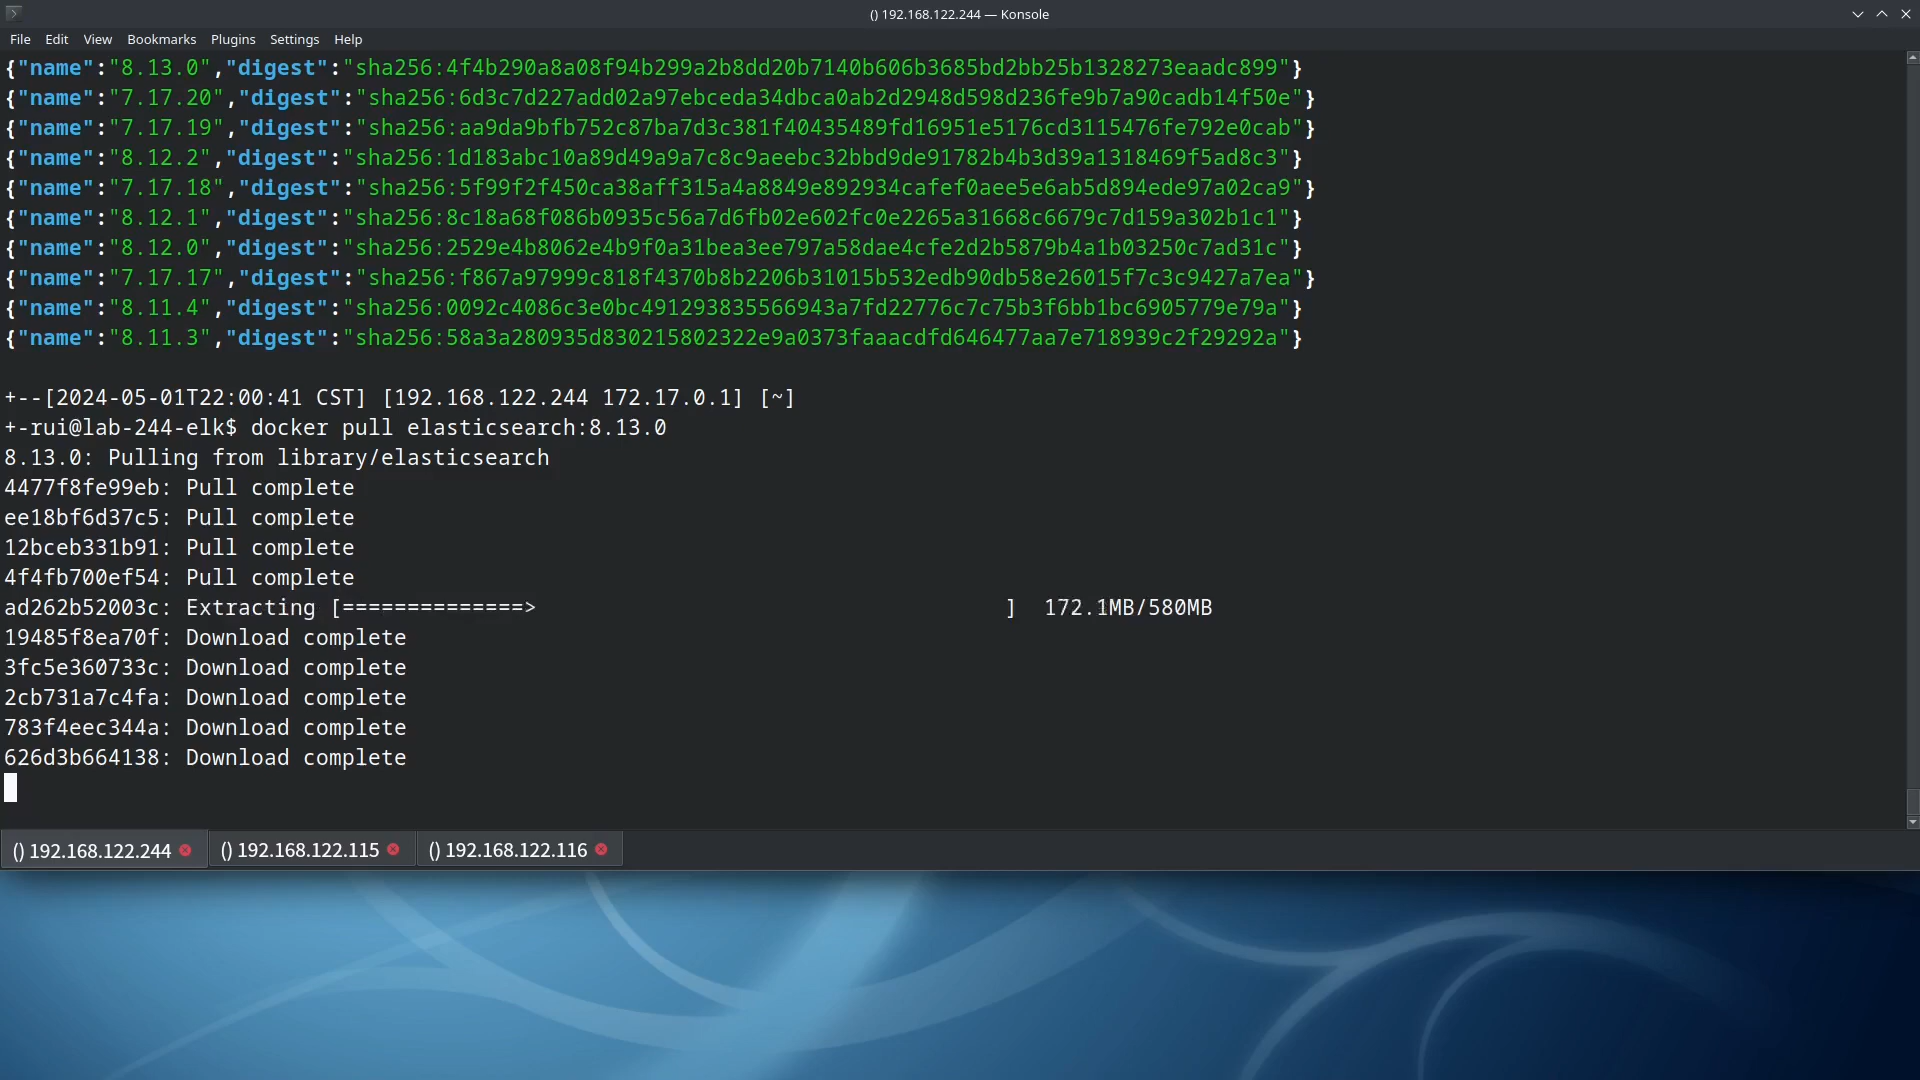 () 192.168.122.244 — Konsole
File Edit View Bookmarks Plugins Settings Help
{"name":"8.13.0","digest":"sha256:4f4b290a8a08f94b299a2b8dd20b7140b606b3685bd2bb25b1328273eaadc899"}
{"name":"7.17.20","digest":"sha256:6d3c7d227add02a97ebceda34dbca0ab2d2948d598d236fe9b7a90cadb14f50e"}
{"name":"7.17.19","digest":"sha256:aa9da9bfb752c87ba7d3c381f40435489fd16951e5176cd3115476fe792e0cab"}
{"name":"8.12.2","digest":"sha256:1d183abc10a89d49a9a7c8c9aeebc32bbd9de91782b4b3d39a1318469f5ad8c3"}
{"name":"7.17.18","digest":"sha256:5f99f2f450ca38aff315a4a8849e892934cafef0aee5e6ab5d894ede97a02ca9"}
{"name":"8.12.1","digest":"sha256:8c18a68f086b0935c56a7d6fb02e602fc0e2265a31668c6679c7d159a302b1c1"}
{"name":"8.12.0","digest":"sha256:2529e4b8062e4b9f0a31bea3ee797a58dae4cfe2d2b5879b4a1b03250c7ad31c"}
{"name":"7.17.17","digest":"sha256:f867a97999c818f4370b8b2206b31015b532edb90db58e26015f7c3c9427a7ea"}
{"name":"8.11.4","digest":"sha256:0092c4086c3e0bc491293835566943a7fd22776c7c75b3f6bb1bc6905779e79a"}
{"name":"8.11.3","digest":"sha256:58a3a280935d830215802322e9a0373faaacdfd646477aa7e718939c2f29292a"}
+--[2024-05-01T22:00:41 CST] [192.168.122.244 172.17.0.1] [~]
+-rui@lab-244-elk$ docker pull elasticsearch:8.13.0
8.13.0: Pulling from library/elasticsearch
4477f8fe99eb: Pull complete
ee18bf6d37c5: Pull complete
12bceb331b91: Pull complete
4f4fb700ef54: Pull complete
ad262b52003c: Extracting [==============>                                    ]  172.1MB/580MB
19485f8ea70f: Download complete
3fc5e360733c: Download complete
2cb731a7c4fa: Download complete
783f4eec344a: Download complete
626d3b664138: Download complete
() 192.168.122.244 () 192.168.122.115 () 192.168.122.116